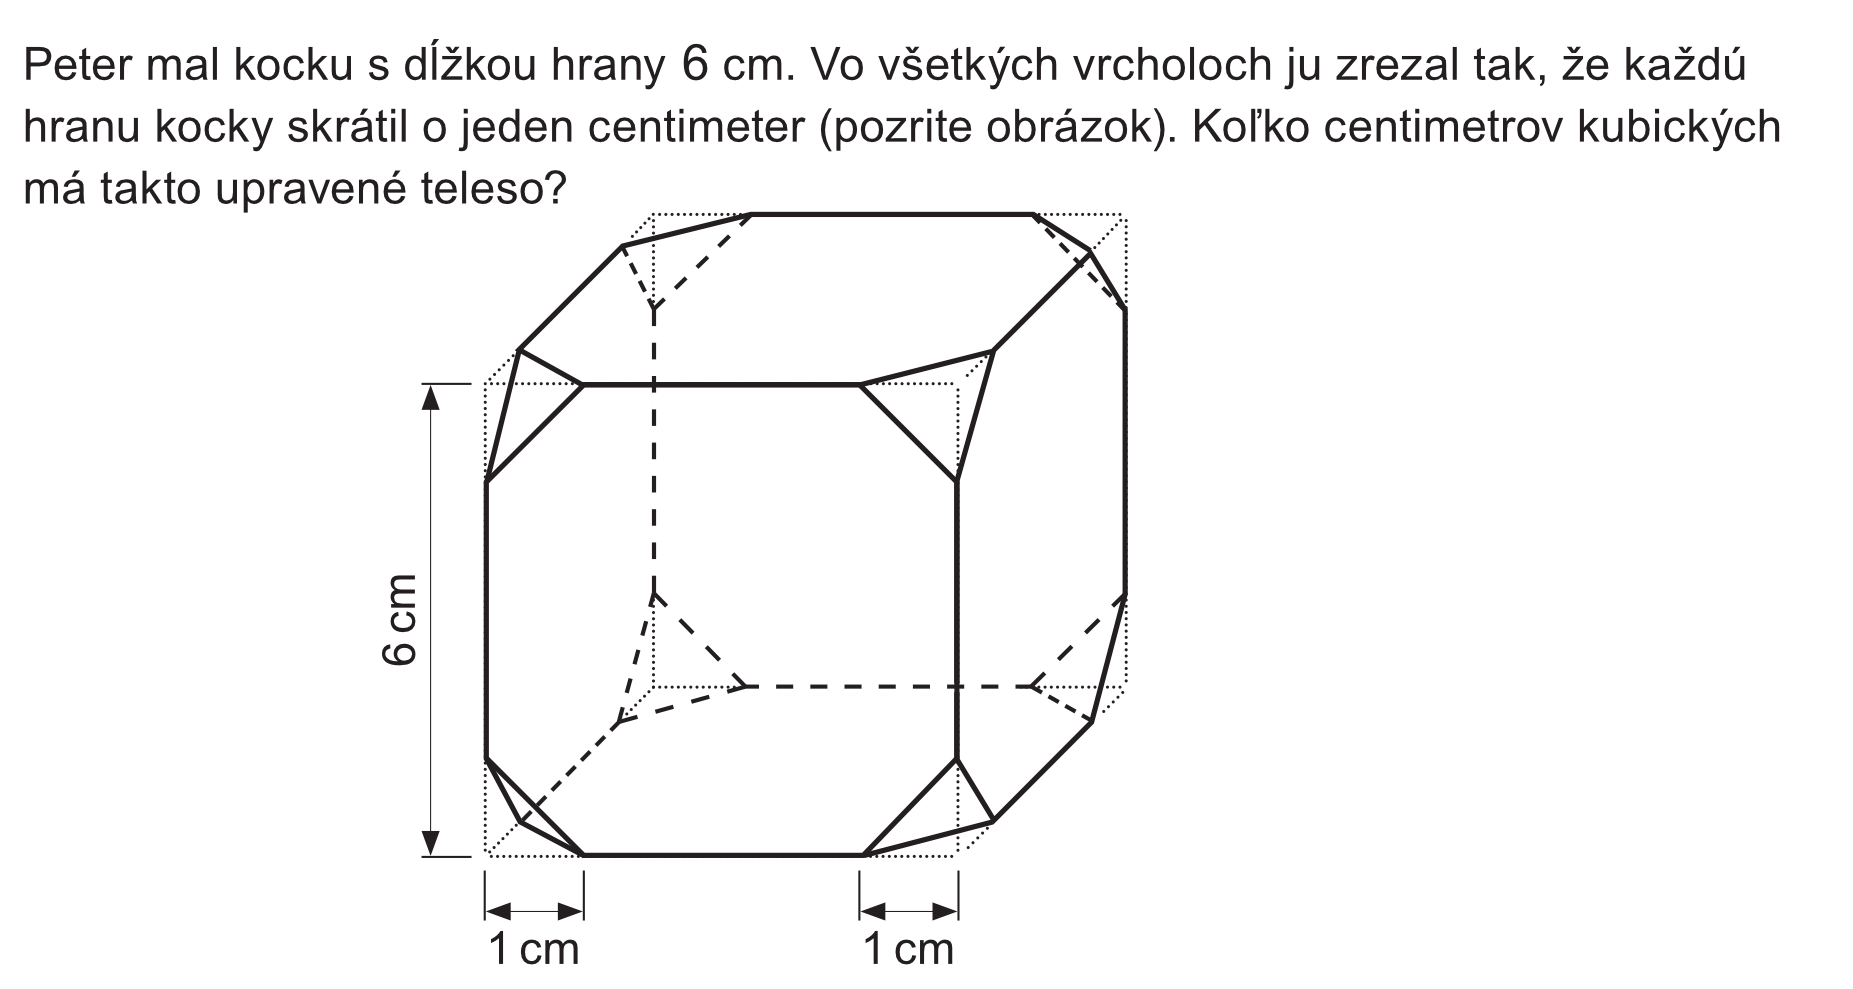 Peter mal kocku s dĺžkou hrany 6 cm. Vo všetkých vrcholoch ju zrezal tak, že každú
hranu kocky skrátil o jeden centimeter (pozrite obrázok). Koľko centimetrov kubických
má takto upravené teleso?
6 cm
1 cm
1 cm